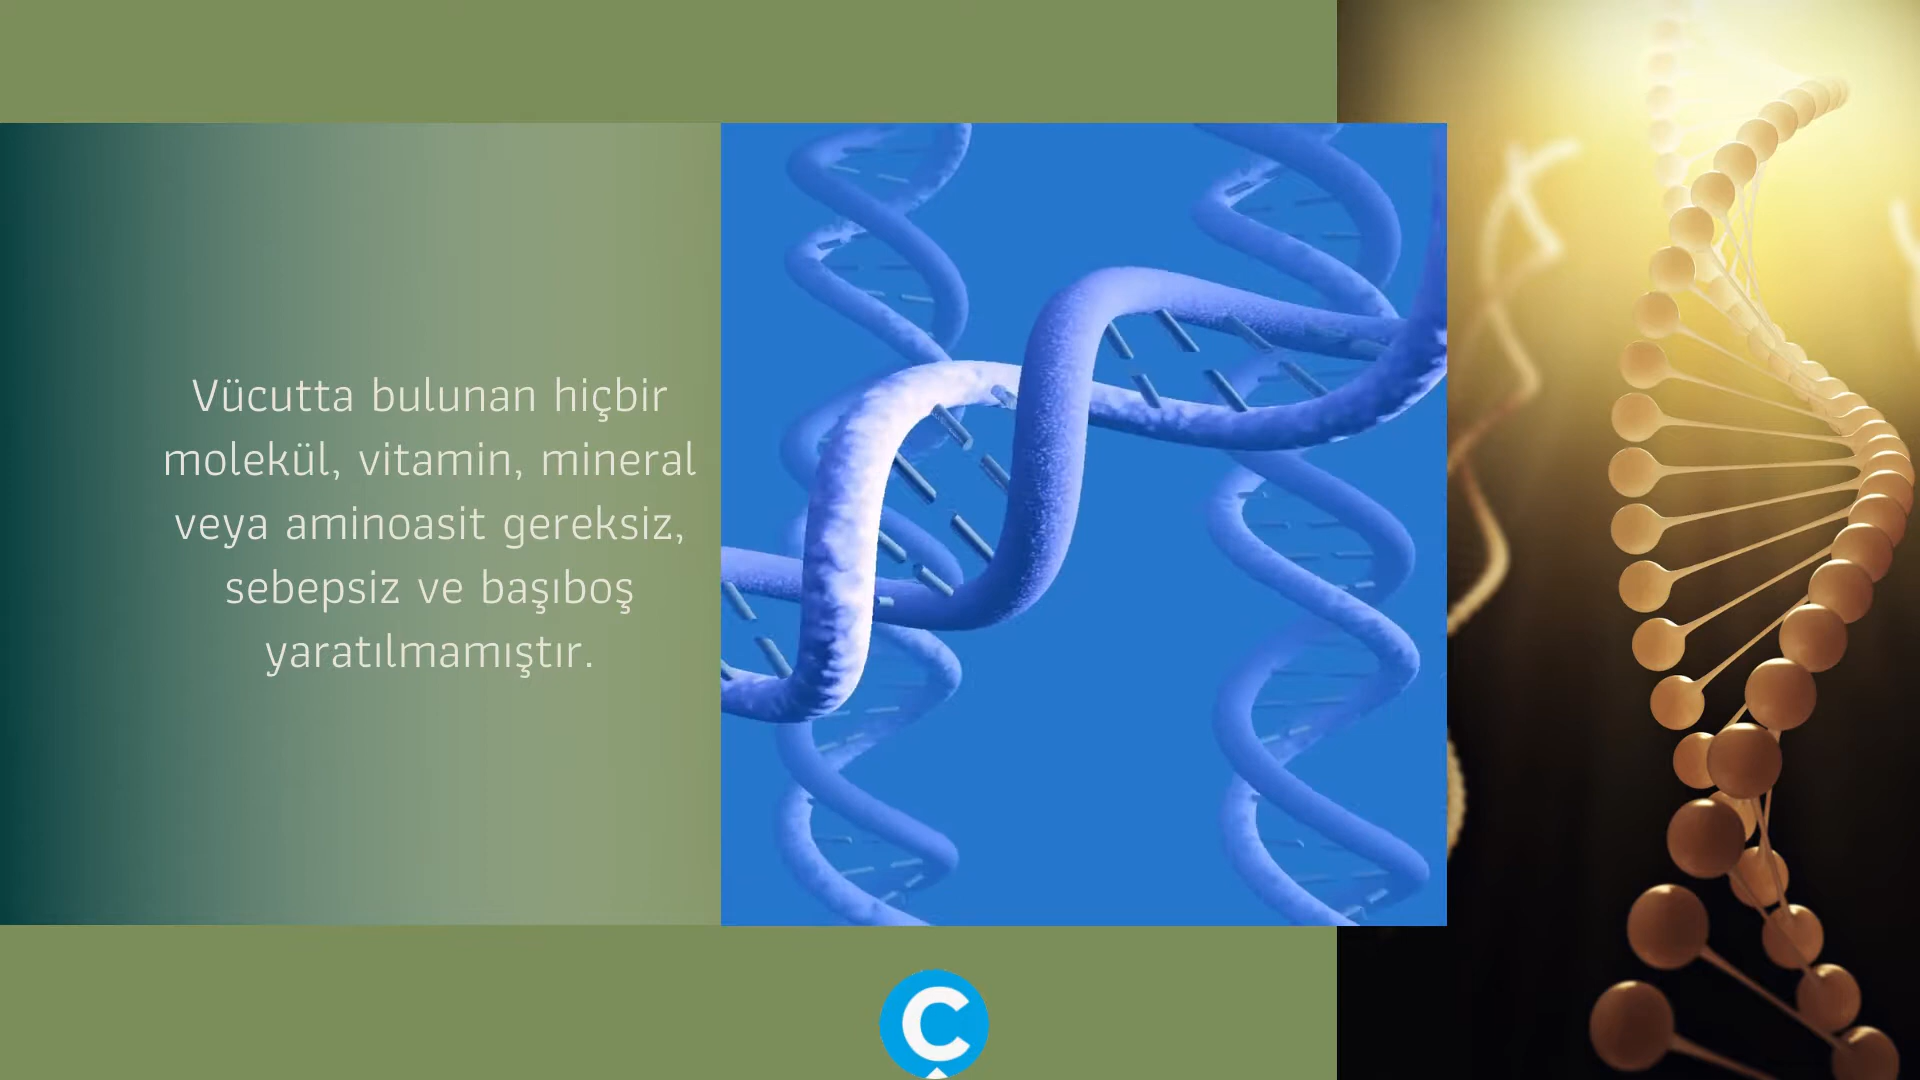 Vücutta bulunan hiçbir
molekül, vitamin, mineral
veya aminoasit gereksiz,
sebepsiz ve başıboş
yaratılmamıştır.
C